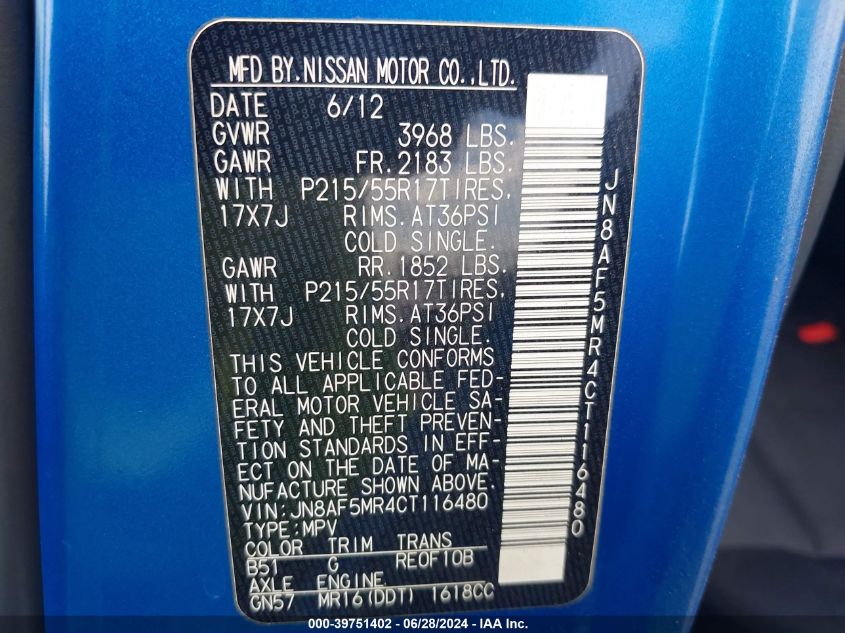 MFD BY.NISSAN MOTOR CO.,LTD.
DATE 6/12
GVWR 3968 LBS.
GAWR FR.2183 LBS.
WITH P215/55R17TIRES,
17X7J RIMS.AT36PSI
COLD SINGLE.
GAWR RR.1852 LBS.
WITH P215/55R17TIRES,
17X7J RIMS.AT36PSI
COLD SINGLE.
THIS VEHICLE CONFORMS
TO ALL APPLICABLE FED-
ERAL MOTOR VEHICLE SA-
FETY AND THEFT PREVEN-
TION STANDARDS IN EFF-
ECT ON THE DATE OF MA-
NUFACTURE SHOWN ABOVE.
VIN:JN8AF5MR4CT116480
TYPE:MPV
COLOR TRIM TRANS
B51 G REOF10B
AXLE ENGINE
GN57 MR16(DDT) 1618CC
JN8AF5MR4CT116480
000-39751402 - 06/28/2024 - IAAI Inc.